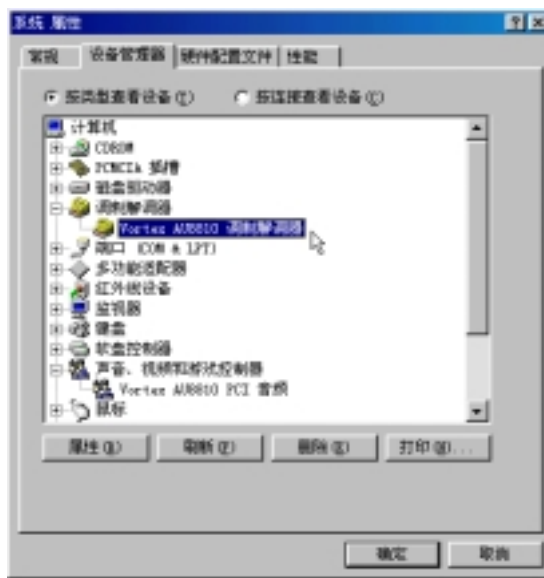 系统 属性
常规 设备管理器 硬件配置文件 性能
按类型查看设备(T) 按连接查看设备(C)
计算机
CDROM
PCMCIA 插槽
磁盘驱动器
调制解调器
Vortex AU8810 调制解调器
端口 (COM & LPT)
多功能适配器
红外线设备
监视器
键盘
软盘控制器
声音、视频和游戏控制器
Vortex AU8810 PCI 音频
鼠标
属性(R) 刷新(F) 删除(E) 打印(N)...
确定 取消